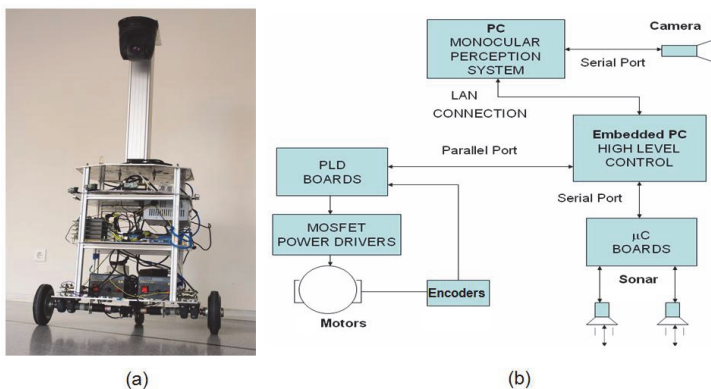 PC
MONOCULAR
PERCEPTION
SYSTEM
Camera
Serial Port
LAN
CONNECTION
Embedded PC
HIGH LEVEL
CONTROL
Parallel Port
PLD
BOARDS
Serial Port
MOSFET
POWER DRIVERS
μC
BOARDS
Sonar
Encoders
Motors
(a)
(b)